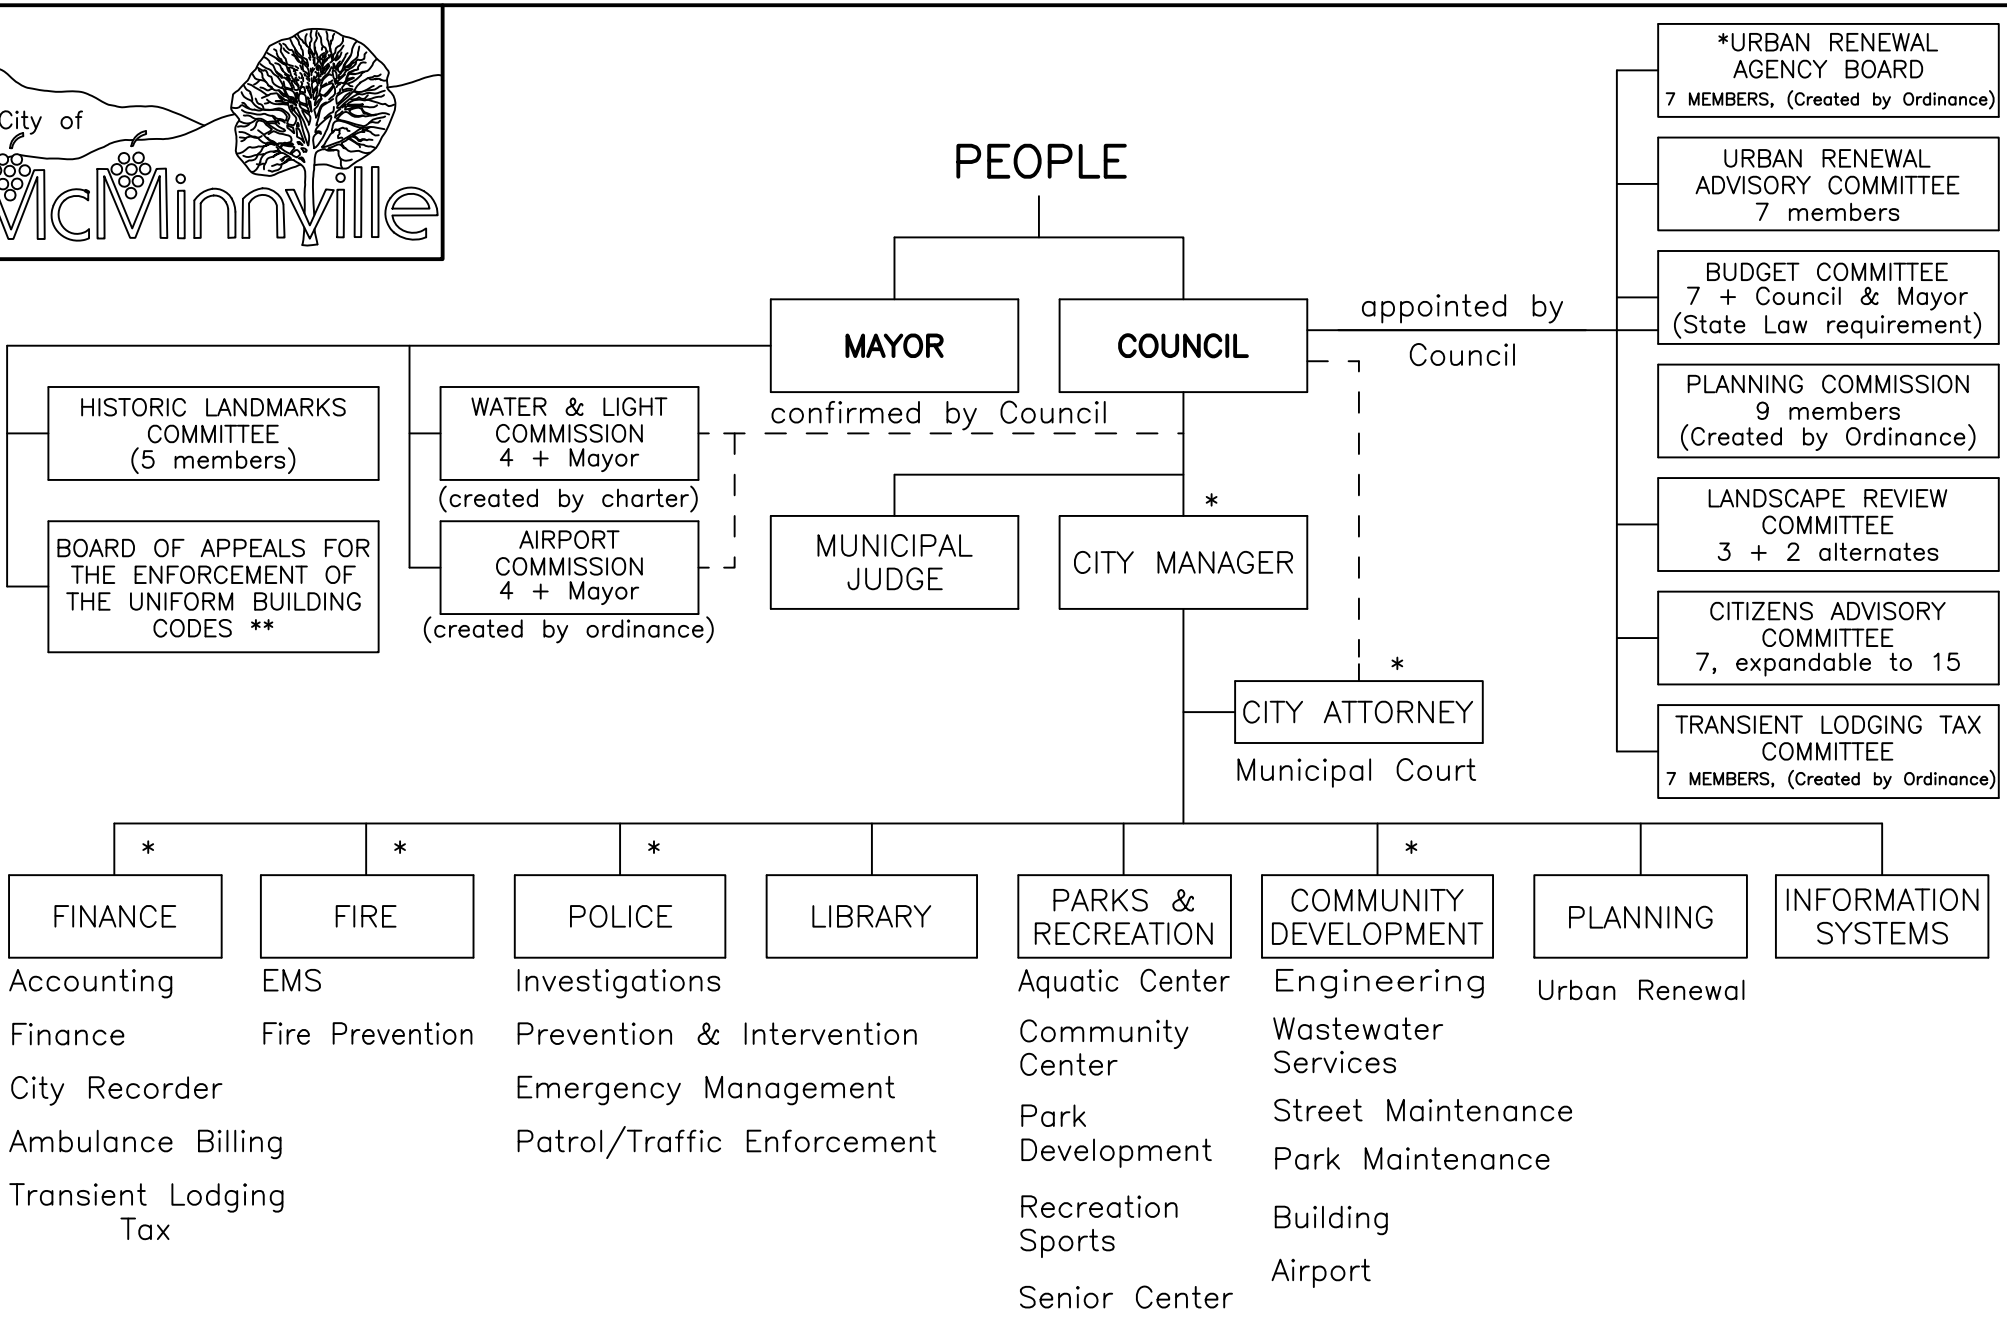 City of
McMinnville
PEOPLE
MAYOR
COUNCIL
appointed by
Council
confirmed by Council
HISTORIC LANDMARKS
COMMITTEE
(5 members)
BOARD OF APPEALS FOR
THE ENFORCEMENT OF
THE UNIFORM BUILDING
CODES **
WATER & LIGHT
COMMISSION
4 + Mayor
(created by charter)
AIRPORT
COMMISSION
4 + Mayor
(created by ordinance)
MUNICIPAL
JUDGE
*
CITY MANAGER
*
CITY ATTORNEY
Municipal Court
*URBAN RENEWAL
AGENCY BOARD
7 MEMBERS, (Created by Ordinance)
URBAN RENEWAL
ADVISORY COMMITTEE
7 members
BUDGET COMMITTEE
7 + Council & Mayor
(State Law requirement)
PLANNING COMMISSION
9 members
(Created by Ordinance)
LANDSCAPE REVIEW
COMMITTEE
3 + 2 alternates
CITIZENS ADVISORY
COMMITTEE
7, expandable to 15
TRANSIENT LODGING TAX
COMMITTEE
7 MEMBERS, (Created by Ordinance)
*
FINANCE
Accounting
Finance
City Recorder
Ambulance Billing
Transient Lodging
Tax
*
FIRE
EMS
Fire Prevention
*
POLICE
Investigations
Prevention & Intervention
Emergency Management
Patrol/Traffic Enforcement
LIBRARY
PARKS &
RECREATION
Aquatic Center
Community
Center
Park
Development
Recreation
Sports
Senior Center
*
COMMUNITY
DEVELOPMENT
Engineering
Wastewater
Services
Street Maintenance
Park Maintenance
Building
Airport
PLANNING
Urban Renewal
INFORMATION
SYSTEMS